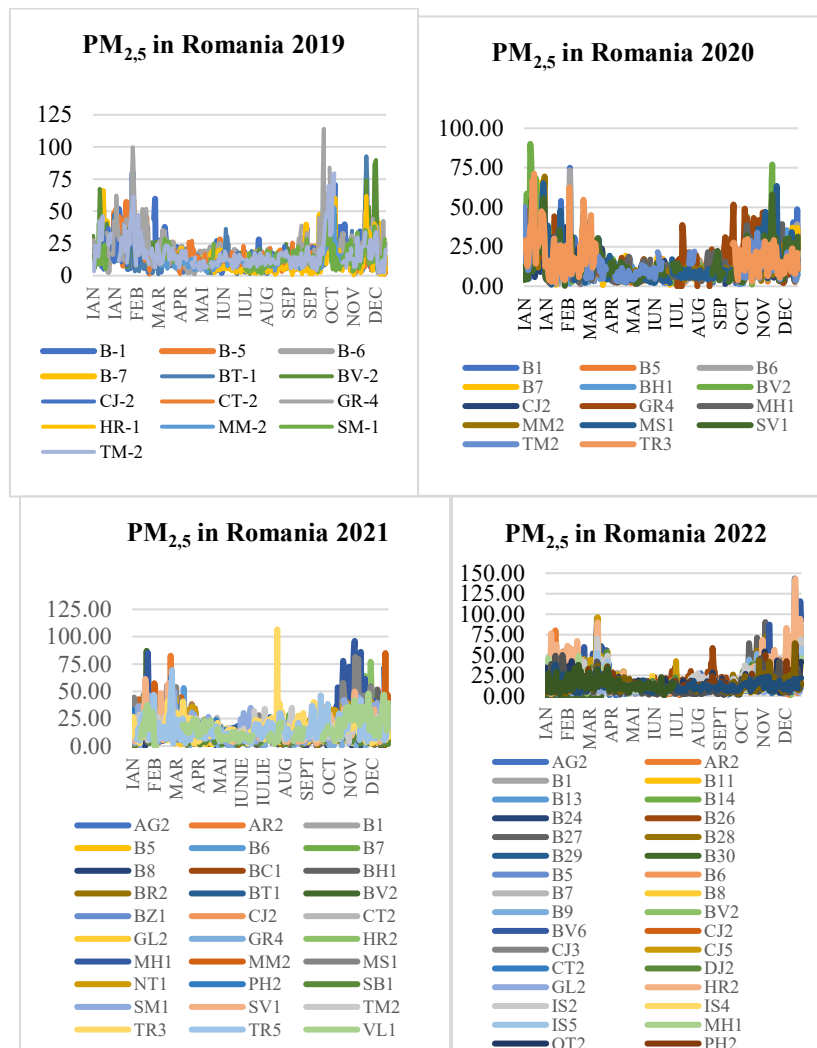 PM2,5 in Romania 2019
125
100
75
50
25
0
IAN IAN FEB MAR APR MAI IUN IUL AUG SEP SEP OCT NOV DEC
B-1 B-5 B-6
B-7 BT-1 BV-2
CJ-2 CT-2 GR-4
HR-1 MM-2 SM-1
TM-2
PM2,5 in Romania 2020
100.00
75.00
50.00
25.00
0.00
IAN IAN FEB MAR APR MAI IUN IUL AUG SEP OCT NOV DEC
B1 B5 B6
B7 BH1 BV2
CJ2 GR4 MH1
MM2 MS1 SV1
TM2 TR3
PM2,5 in Romania 2021
125.00
100.00
75.00
50.00
25.00
0.00
IAN FEB MAR APR MAI IUNIE IULIE AUG SEPT OCT NOV DEC
AG2 AR2 B1
B5 B6 B7
B8 BC1 BH1
BR2 BT1 BV2
BZ1 CJ2 CT2
GL2 GR4 HR2
MH1 MM2 MS1
NT1 PH2 SB1
SM1 SV1 TM2
TR3 TR5 VL1
PM2,5 in Romania 2022
150.00
125.00
100.00
75.00
50.00
25.00
0.00
IAN FEB MAR APR MAI IUN IUL AUG SEPT OCT NOV DEC
AG2 AR2
B1 B11
B13 B14
B24 B26
B27 B28
B29 B30
B5 B6
B7 B8
B9 BV2
BV6 CJ2
CJ3 CJ5
CT2 DJ2
GL2 HR2
IS2 IS4
IS5 MH1
OT2 PH2